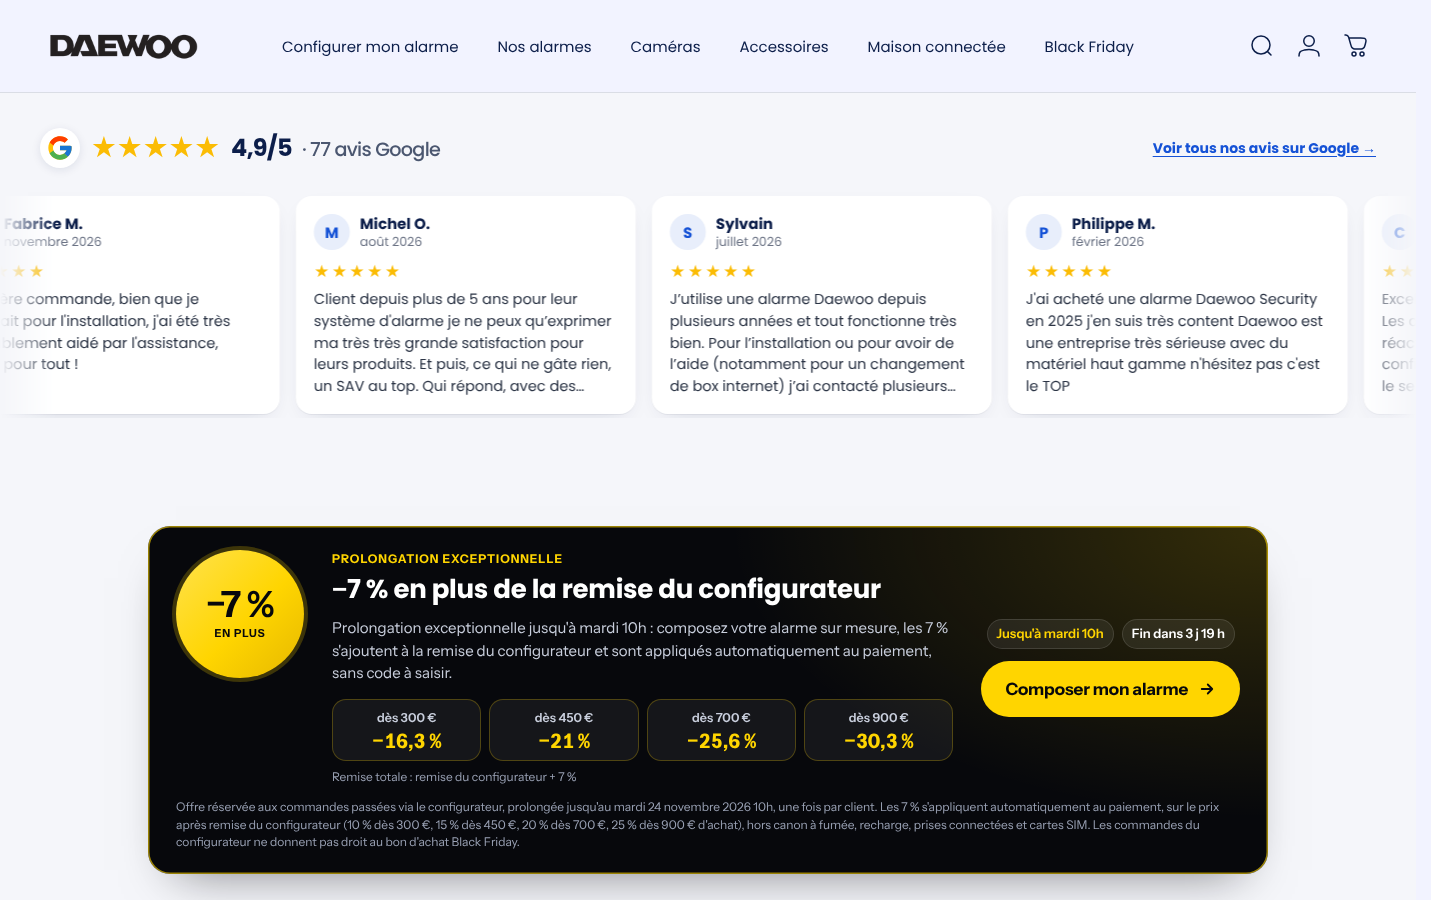 DAEWOO
Configurer mon alarme
Nos alarmes
Caméras
Accessoires
Maison connectée
Black Friday
G
★★★★★ 4,9/5 · 77 avis Google
Voir tous nos avis sur Google →
Fabrice M.
novembre 2026
commande, bien que je
pour l'installation, j'ai été très
aidé par l'assistance,
pour tout !
M
Michel O.
août 2026
★★★★★
Client depuis plus de 5 ans pour leur
système d'alarme je ne peux qu’exprimer
ma très très grande satisfaction pour
leurs produits. Et puis, ce qui ne gâte rien,
un SAV au top. Qui répond, avec des…
S
Sylvain
juillet 2026
★★★★★
J’utilise une alarme Daewoo depuis
plusieurs années et tout fonctionne très
bien. Pour l’installation ou pour avoir de
l’aide (notamment pour un changement
de box internet) j’ai contacté plusieurs…
P
Philippe M.
février 2026
★★★★★
J'ai acheté une alarme Daewoo Security
en 2025 j'en suis très content Daewoo est
une entreprise très sérieuse avec du
matériel haut gamme n'hésitez pas c'est
le TOP
C
Les
−7 %
EN PLUS
PROLONGATION EXCEPTIONNELLE
−7 % en plus de la remise du configurateur
Prolongation exceptionnelle jusqu'à mardi 10h : composez votre alarme sur mesure, les 7 %
s'ajoutent à la remise du configurateur et sont appliqués automatiquement au paiement,
sans code à saisir.
dès 300 €
−16,3 %
dès 450 €
−21 %
dès 700 €
−25,6 %
dès 900 €
−30,3 %
Remise totale : remise du configurateur + 7 %
Jusqu'à mardi 10h
Fin dans 3 j 19 h
Composer mon alarme →
Offre réservée aux commandes passées via le configurateur, prolongée jusqu'au mardi 24 novembre 2026 10h, une fois par client. Les 7 % s'appliquent automatiquement au paiement, sur le prix
après remise du configurateur (10 % dès 300 €, 15 % dès 450 €, 20 % dès 700 €, 25 % dès 900 € d'achat), hors canon à fumée, recharge, prises connectées et cartes SIM. Les commandes du
configurateur ne donnent pas droit au bon d'achat Black Friday.